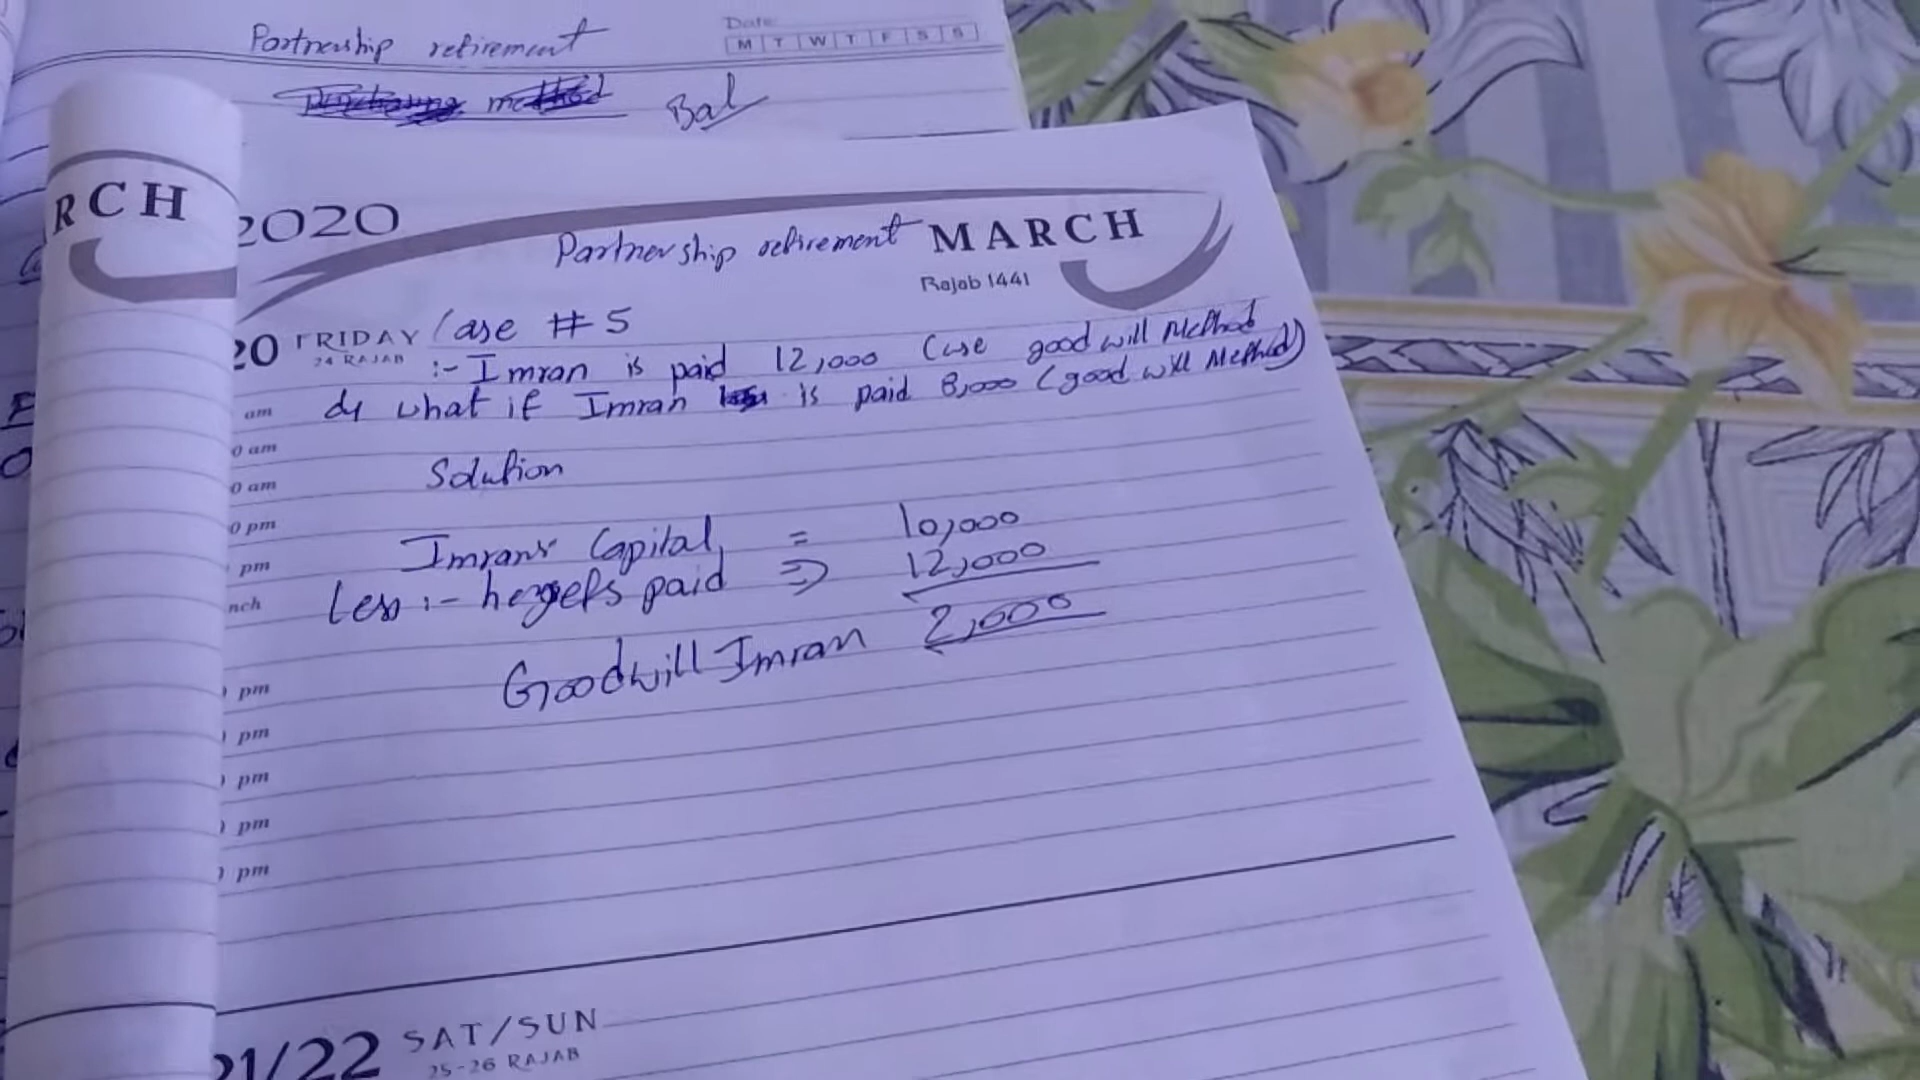 Partnership retirement
Date:
M T W T F S S
Bal
RCH
2020
Partnership retirement
MARCH
Rajab 1441
20 FRIDAY
24 RAJAB
Case # 5
:- Imran is paid 12,000 (use good will Method
d, what if Imran is paid 8,000 (good will Method)
am
0 am
Solution
0 am
0 pm
Imran's Capital = 10,000
pm
Less :- paid => 12,000
nch
Goodwill Imran 2,000
pm
pm
pm
pm
pm
21/22 SAT/SUN
25-26 RAJAB